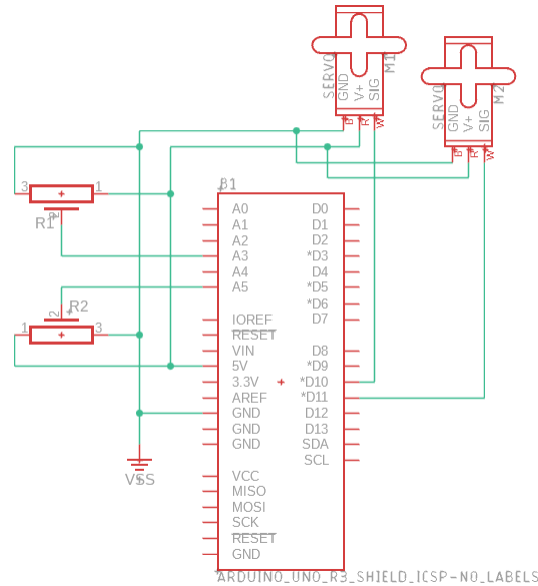 SERVO
GND
V+
SIG
M1
B
R
W
SERVO
GND
V+
SIG
M2
B
R
W
3
1
R1
2
R2
2
1
3
VSS
B1
A0
D0
A1
D1
A2
D2
A3
*D3
A4
D4
A5
*D5
*D6
IOREF
D7
RESET
VIN
D8
5V
*D9
3.3V
*D10
AREF
*D11
GND
D12
GND
D13
GND
SDA
SCL
VCC
MISO
MOSI
SCK
RESET
GND
ARDUINO_UNO_R3_SHIELD_ICSP-NO_LABELS